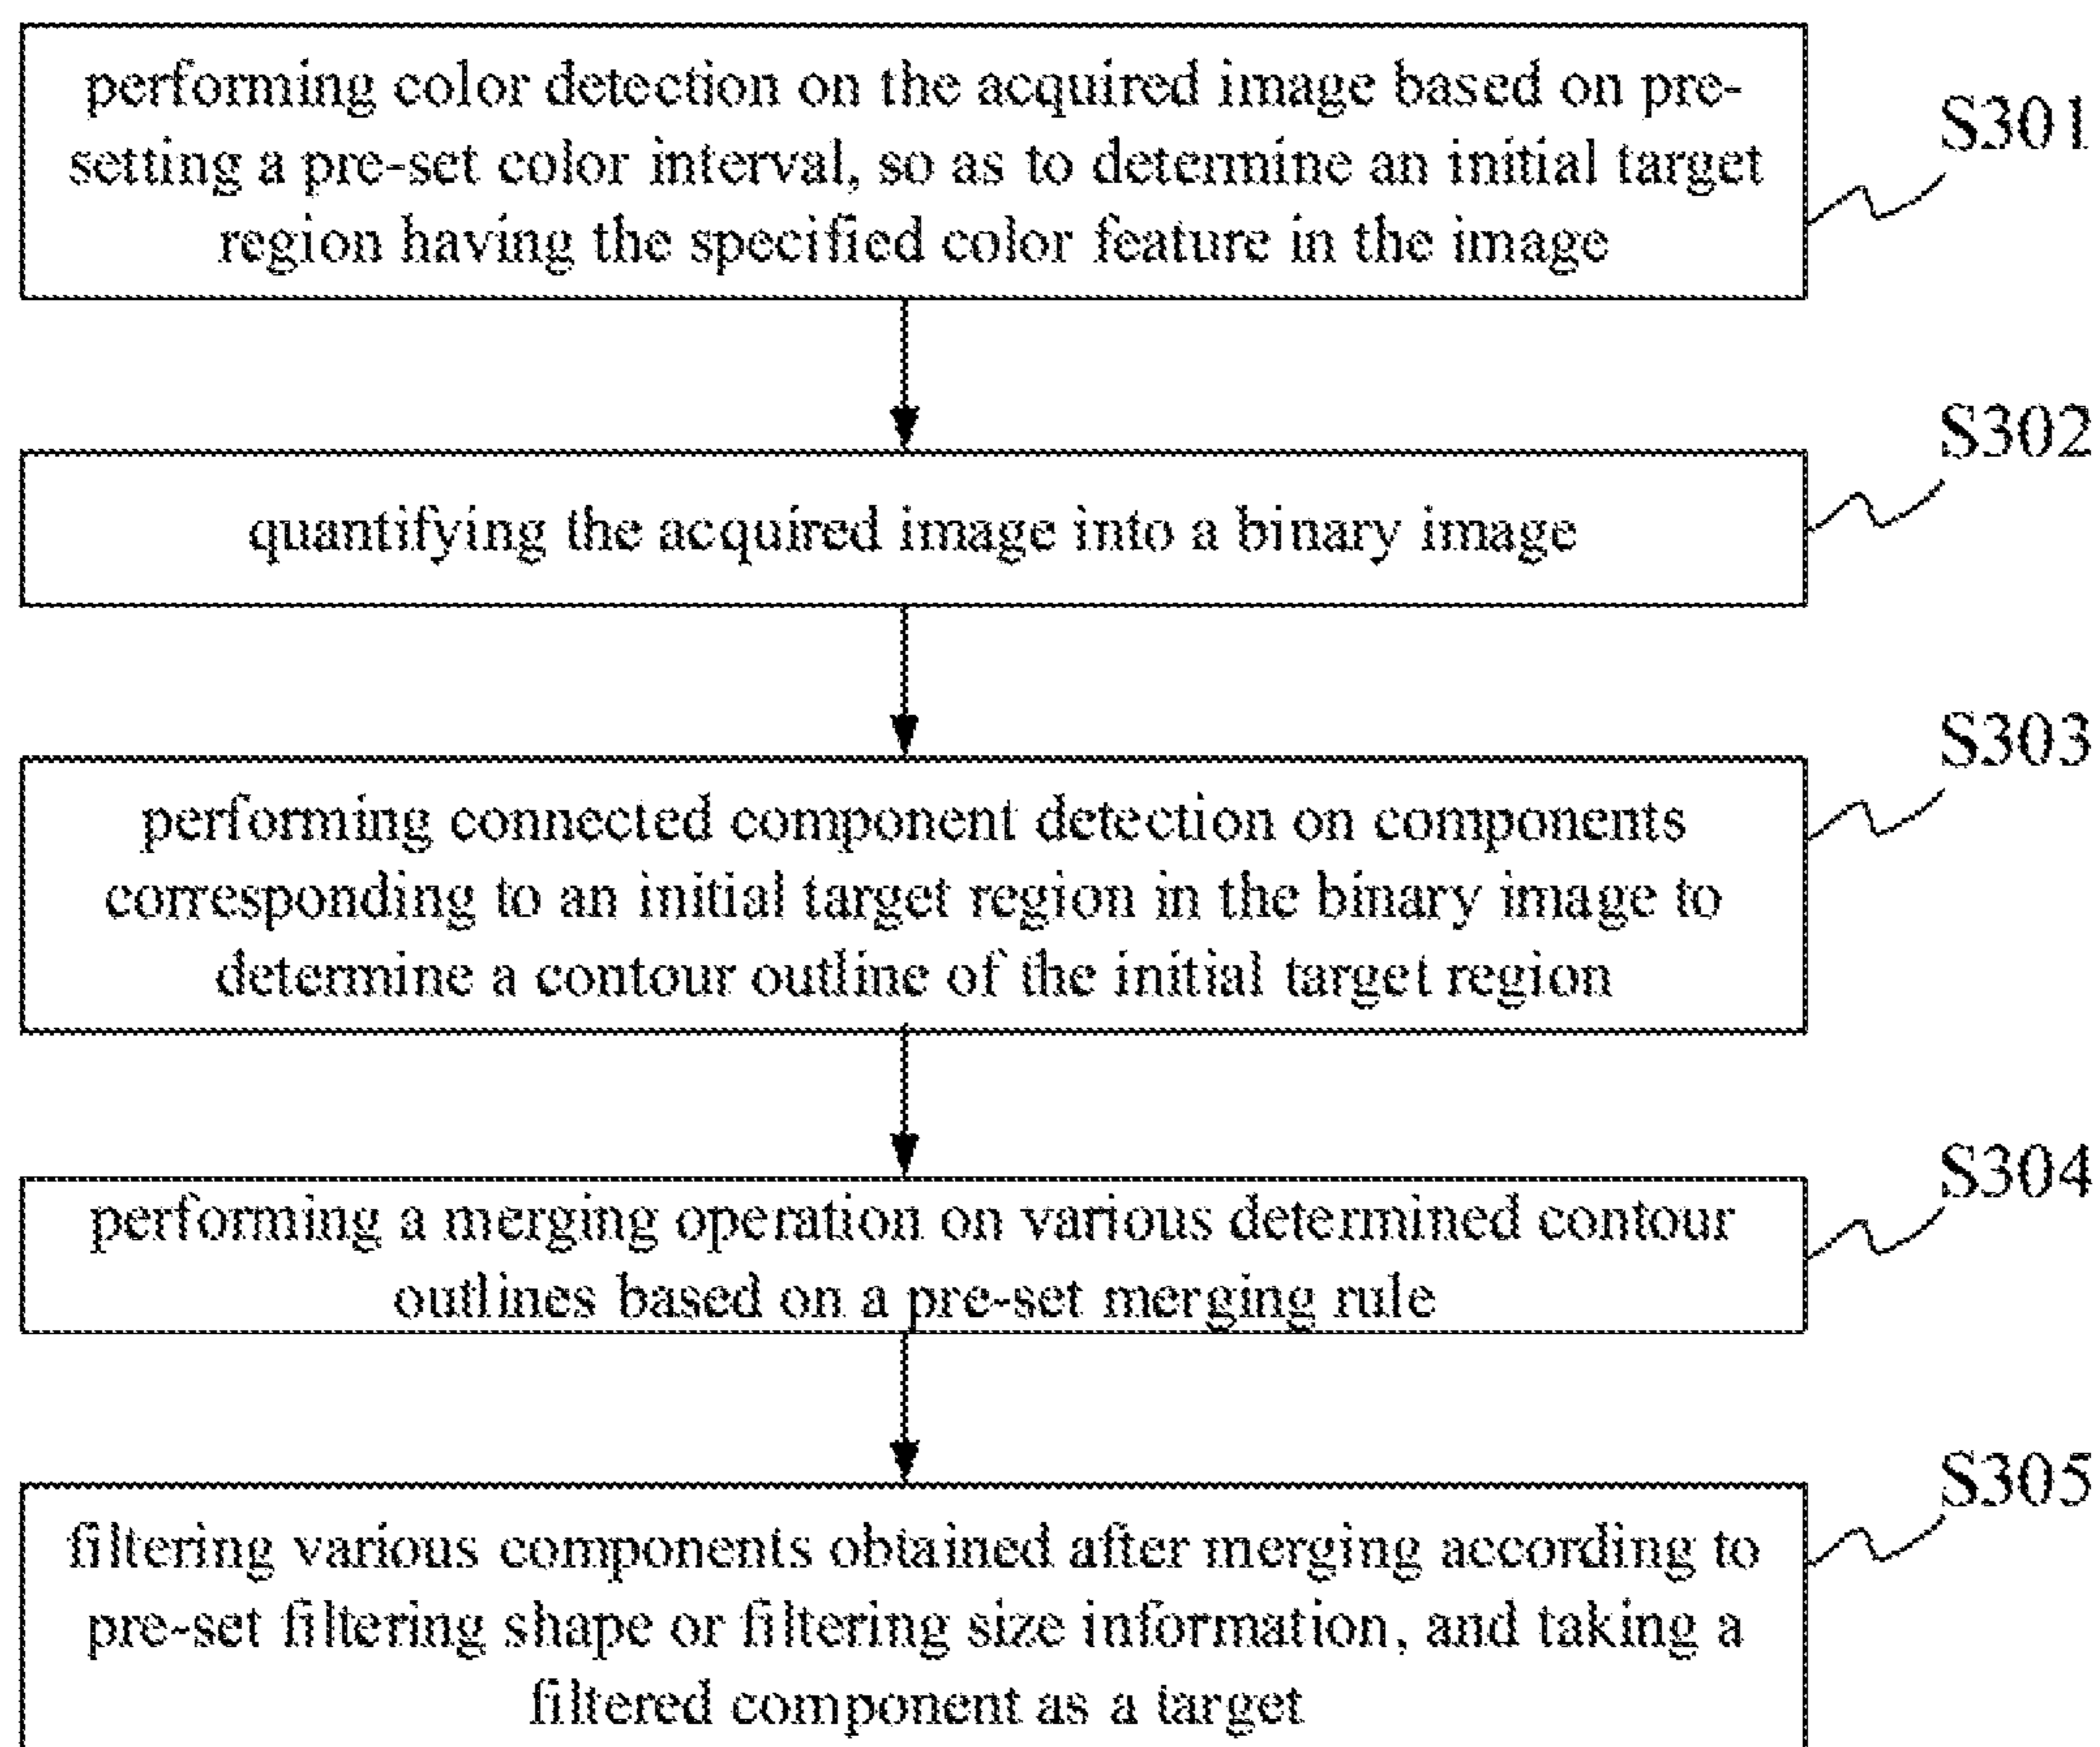 performing color detection on the acquired image based on pre-
setting a pre-set color interval, so as to determine an initial target
region having the specified color feature in the image
S301
S302
quantifying the acquired image into a binary image
S303
performing connected component detection on components
corresponding to an initial target region in the binary image to
determine a contour outline of the initial target region
S304
performing a merging operation on various determined contour
outlines based on a pre-set merging rule
S305
filtering various components obtained after merging according to
pre-set filtering shape or filtering size information, and taking a
filtered component as a target